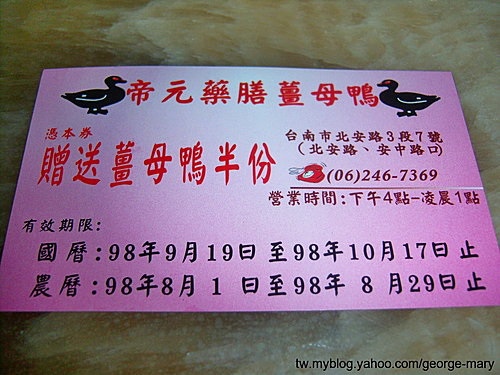 帝元藥膳薑母鴨
憑本券
贈送薑母鴨半份
台南市北安路3段7號
(北安路、安中路口)
(06)246-7369
營業時間:下午4點-凌晨1點
有效期限:
國曆:98年9月19日至98年10月17日止
農曆:98年8月1日至98年8月29日止
tw.myblog.yahoo.com/george-mary